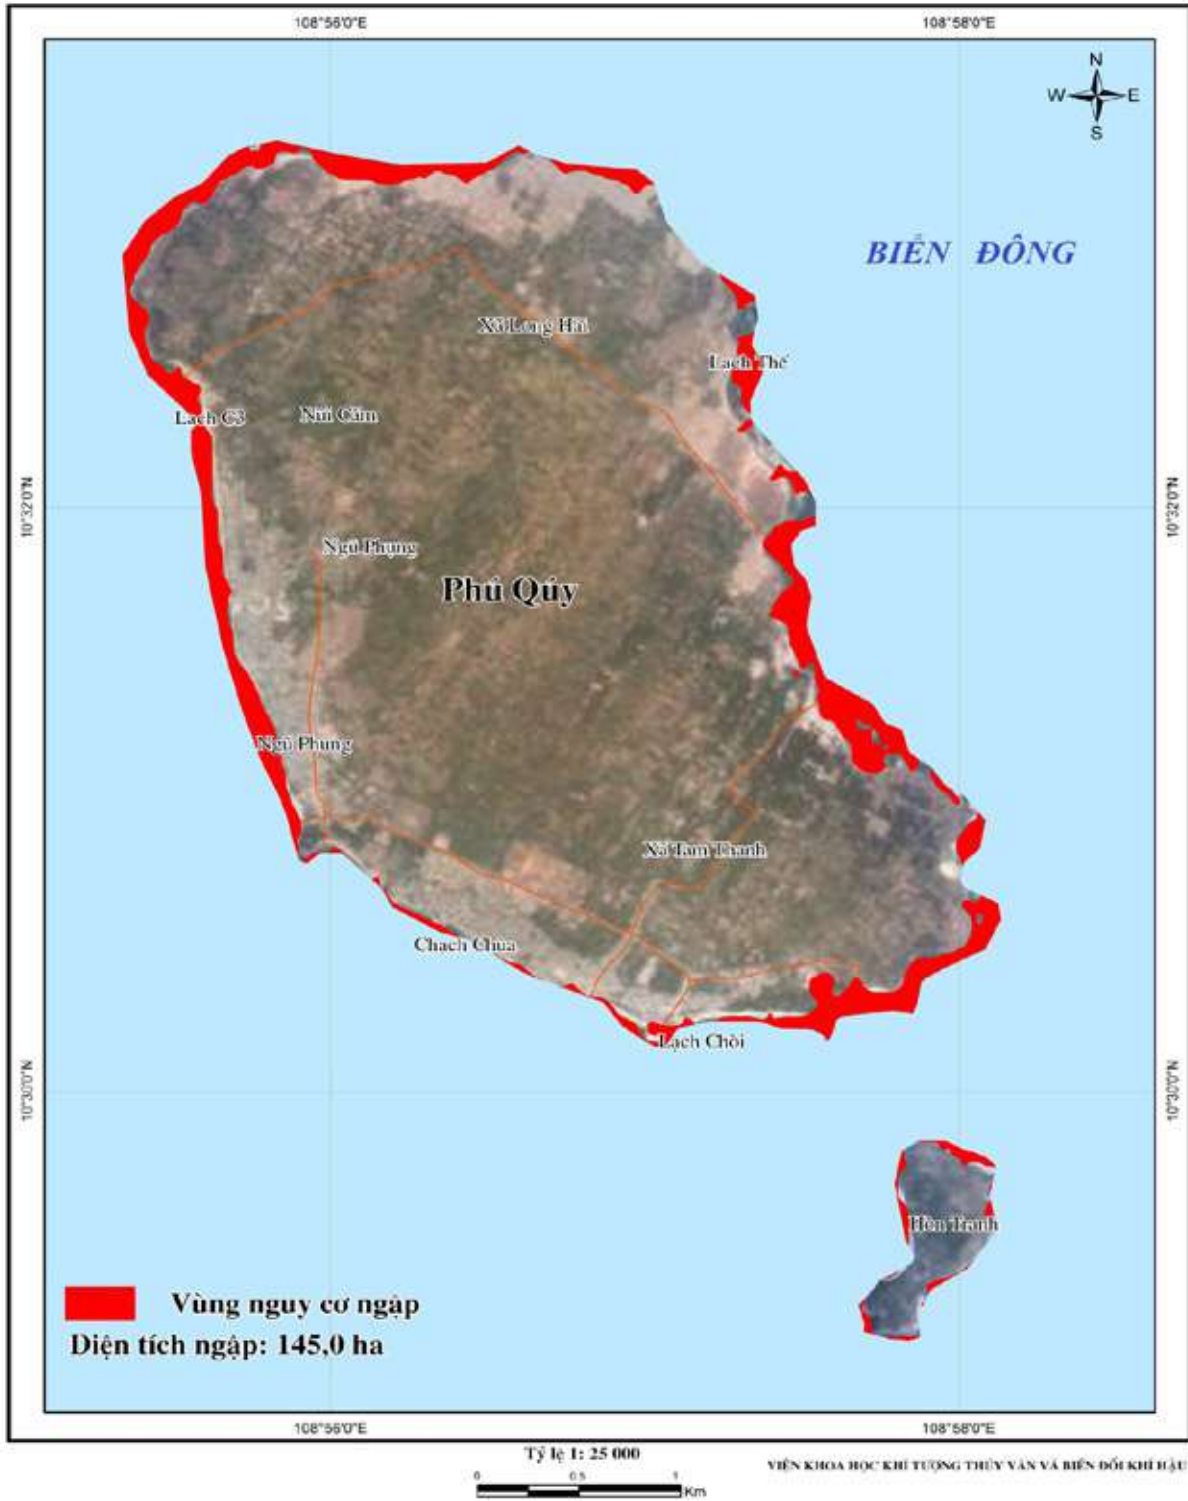 108°56'0"E
108°58'0"E
N
W
E
S
BIỂN ĐÔNG
Xã Long Hải
Lạch Thế
Lạch C3
Núi Cấm
10°32'0"N
10°32'0"N
Ngũ Phụng
Phú Qúy
Ngũ Phụng
Xã Tam Thanh
Chạch Chùa
Lạch Chỏi
10°30'0"N
10°30'0"N
Hòn Tranh
Vùng nguy cơ ngập
Diện tích ngập: 145,0 ha
108°56'0"E
108°58'0"E
Tỷ lệ 1: 25 000
VIỆN KHOA HỌC KHÍ TƯỢNG THỦY VĂN VÀ BIẾN ĐỔI KHÍ HẬU
0
0.5
1
Km